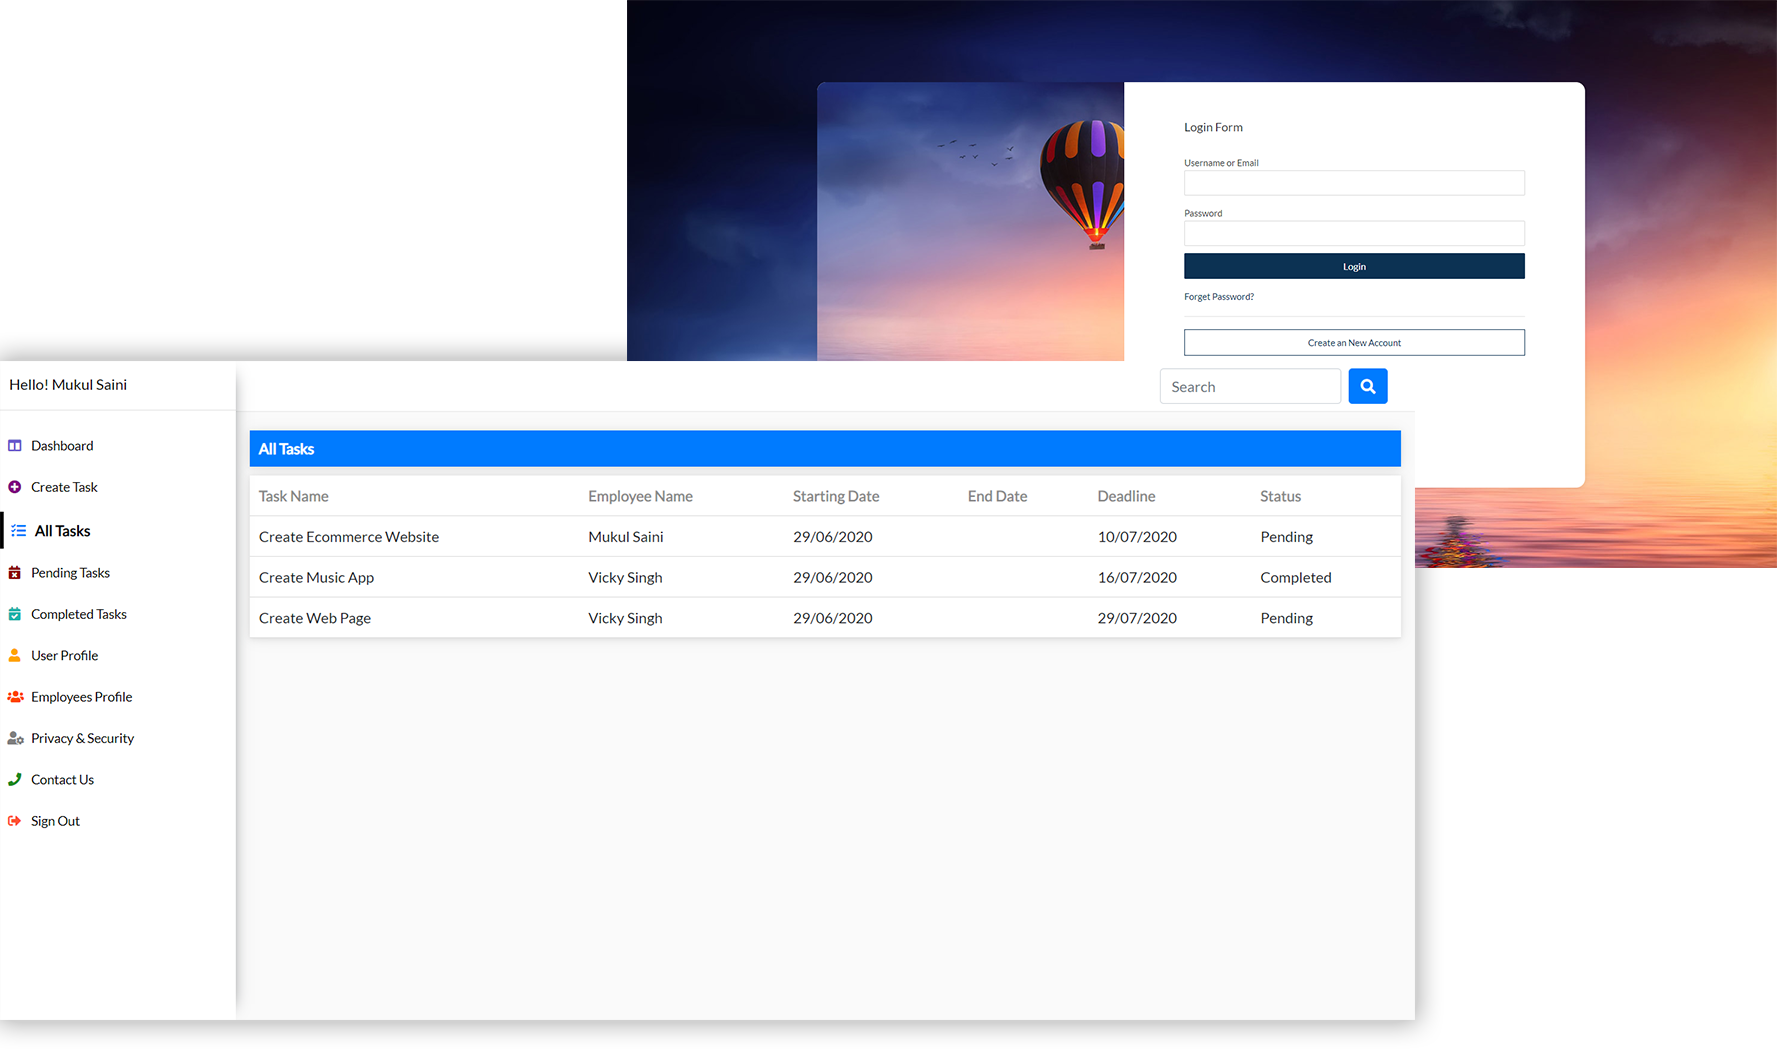 Login Form
Username or Email
Password
Login
Forget Password?
Create an New Account
Hello! Mukul Saini
Search
Dashboard
Create Task
All Tasks
Pending Tasks
Completed Tasks
User Profile
Employees Profile
Privacy & Security
Contact Us
Sign Out
All Tasks
Task Name Employee Name Starting Date End Date Deadline Status
Create Ecommerce Website Mukul Saini 29/06/2020 10/07/2020 Pending
Create Music App Vicky Singh 29/06/2020 16/07/2020 Completed
Create Web Page Vicky Singh 29/06/2020 29/07/2020 Pending